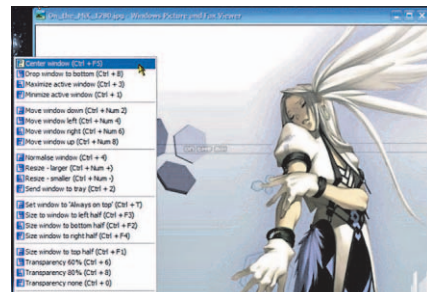 Windows Picture and Fax Viewer
Center window (Ctrl + F5)
Drop window to bottom (Ctrl + 8)
Maximize active window (Ctrl + 3)
Minimize active window (Ctrl + 1)
Move window down (Ctrl + Num 2)
Move window left (Ctrl + Num 4)
Move window right (Ctrl + Num 6)
Move window up (Ctrl + Num 8)
Normalise window (Ctrl + 4)
Resize - larger (Ctrl + Num +)
Resize - smaller (Ctrl + Num -)
Send window to tray (Ctrl + 2)
Set window to 'Always on top' (Ctrl + T)
Size to window to left half (Ctrl + F3)
Size window to bottom half (Ctrl + F2)
Size window to right half (Ctrl + F4)
Size window to top half (Ctrl + F1)
Transparency 60% (Ctrl + 6)
Transparency 80% (Ctrl + 8)
Transparency none (Ctrl + 0)